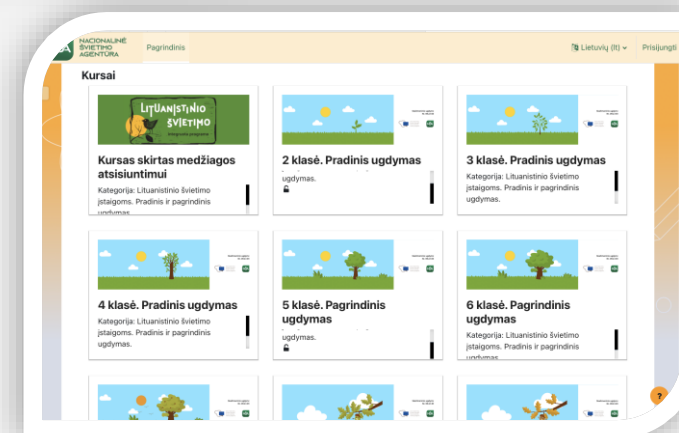 NACIONALINĖ
ŠVIETIMO
AGENTŪRA
Pagrindinis
Lietuvių (lt)
Prisijungti
Kursai
LITUANISTINIO
ŠVIETIMO
Kursas skirtas medžiagos
atsisiuntimui
Kategorija: Lituanistinio švietimo
įstaigoms. Pradinis ir pagrindinis
ugdymas.
2 klasė. Pradinis ugdymas
ugdymas.
3 klasė. Pradinis ugdymas
Kategorija: Lituanistinio švietimo
įstaigoms. Pradinis ir pagrindinis
ugdymas.
4 klasė. Pradinis ugdymas
Kategorija: Lituanistinio švietimo
įstaigoms. Pradinis ir pagrindinis
ugdymas.
5 klasė. Pagrindinis
ugdymas
ugdymas.
6 klasė. Pagrindinis
ugdymas
Kategorija: Lituanistinio švietimo
įstaigoms. Pradinis ir pagrindinis
ugdymas.
?